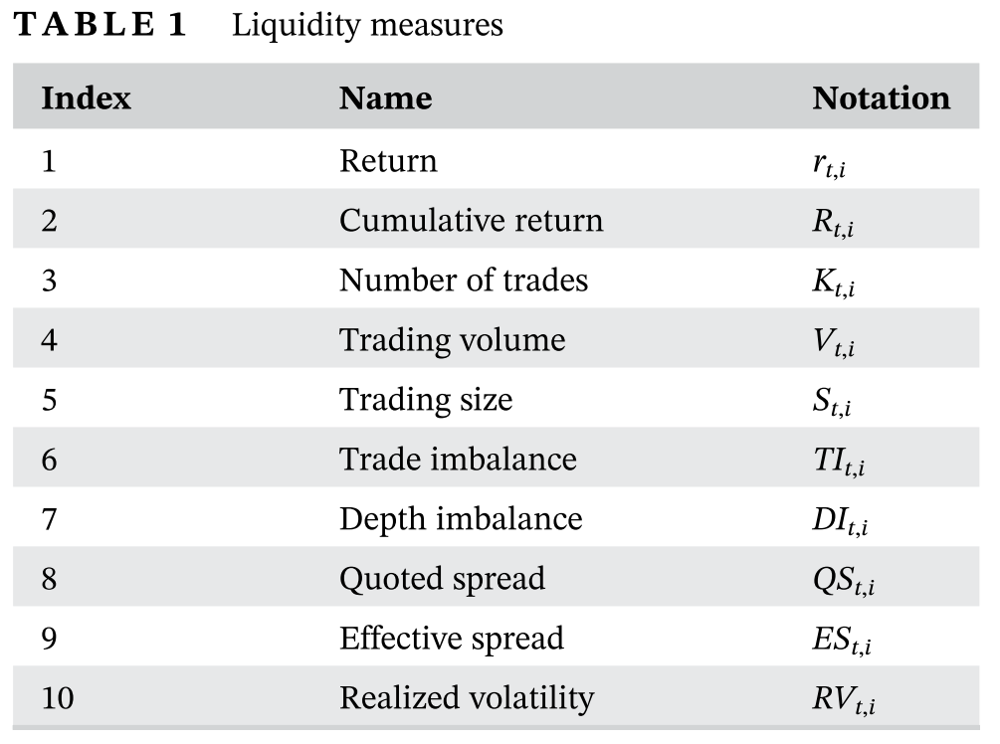 TABLE 1 Liquidity measures
Index Name Notation
1 Return r_{t,i}
2 Cumulative return R_{t,i}
3 Number of trades K_{t,i}
4 Trading volume V_{t,i}
5 Trading size S_{t,i}
6 Trade imbalance TI_{t,i}
7 Depth imbalance DI_{t,i}
8 Quoted spread QS_{t,i}
9 Effective spread ES_{t,i}
10 Realized volatility RV_{t,i}